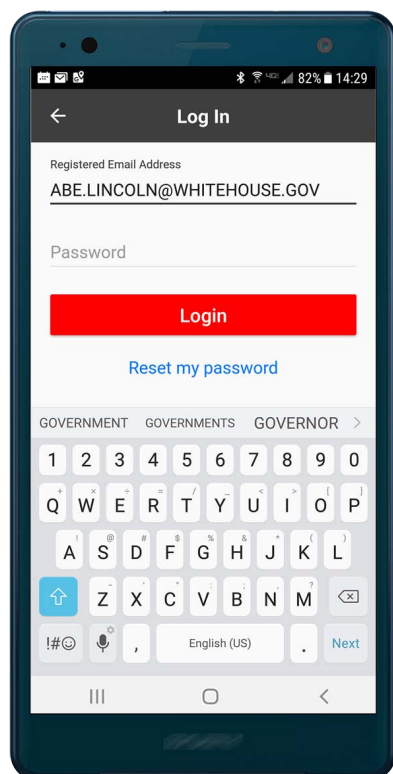 4GE 82% 14:29
Log In
Registered Email Address
ABE.LINCOLN@WHITEHOUSE.GOV
Password
Login
Reset my password
GOVERNMENT GOVERNMENTS GOVERNOR >
1 2 3 4 5 6 7 8 9 0
Q W E R T Y U I O P
A S D F G H J K L
Z X C V B N M
!#☺ , English (US) . Next